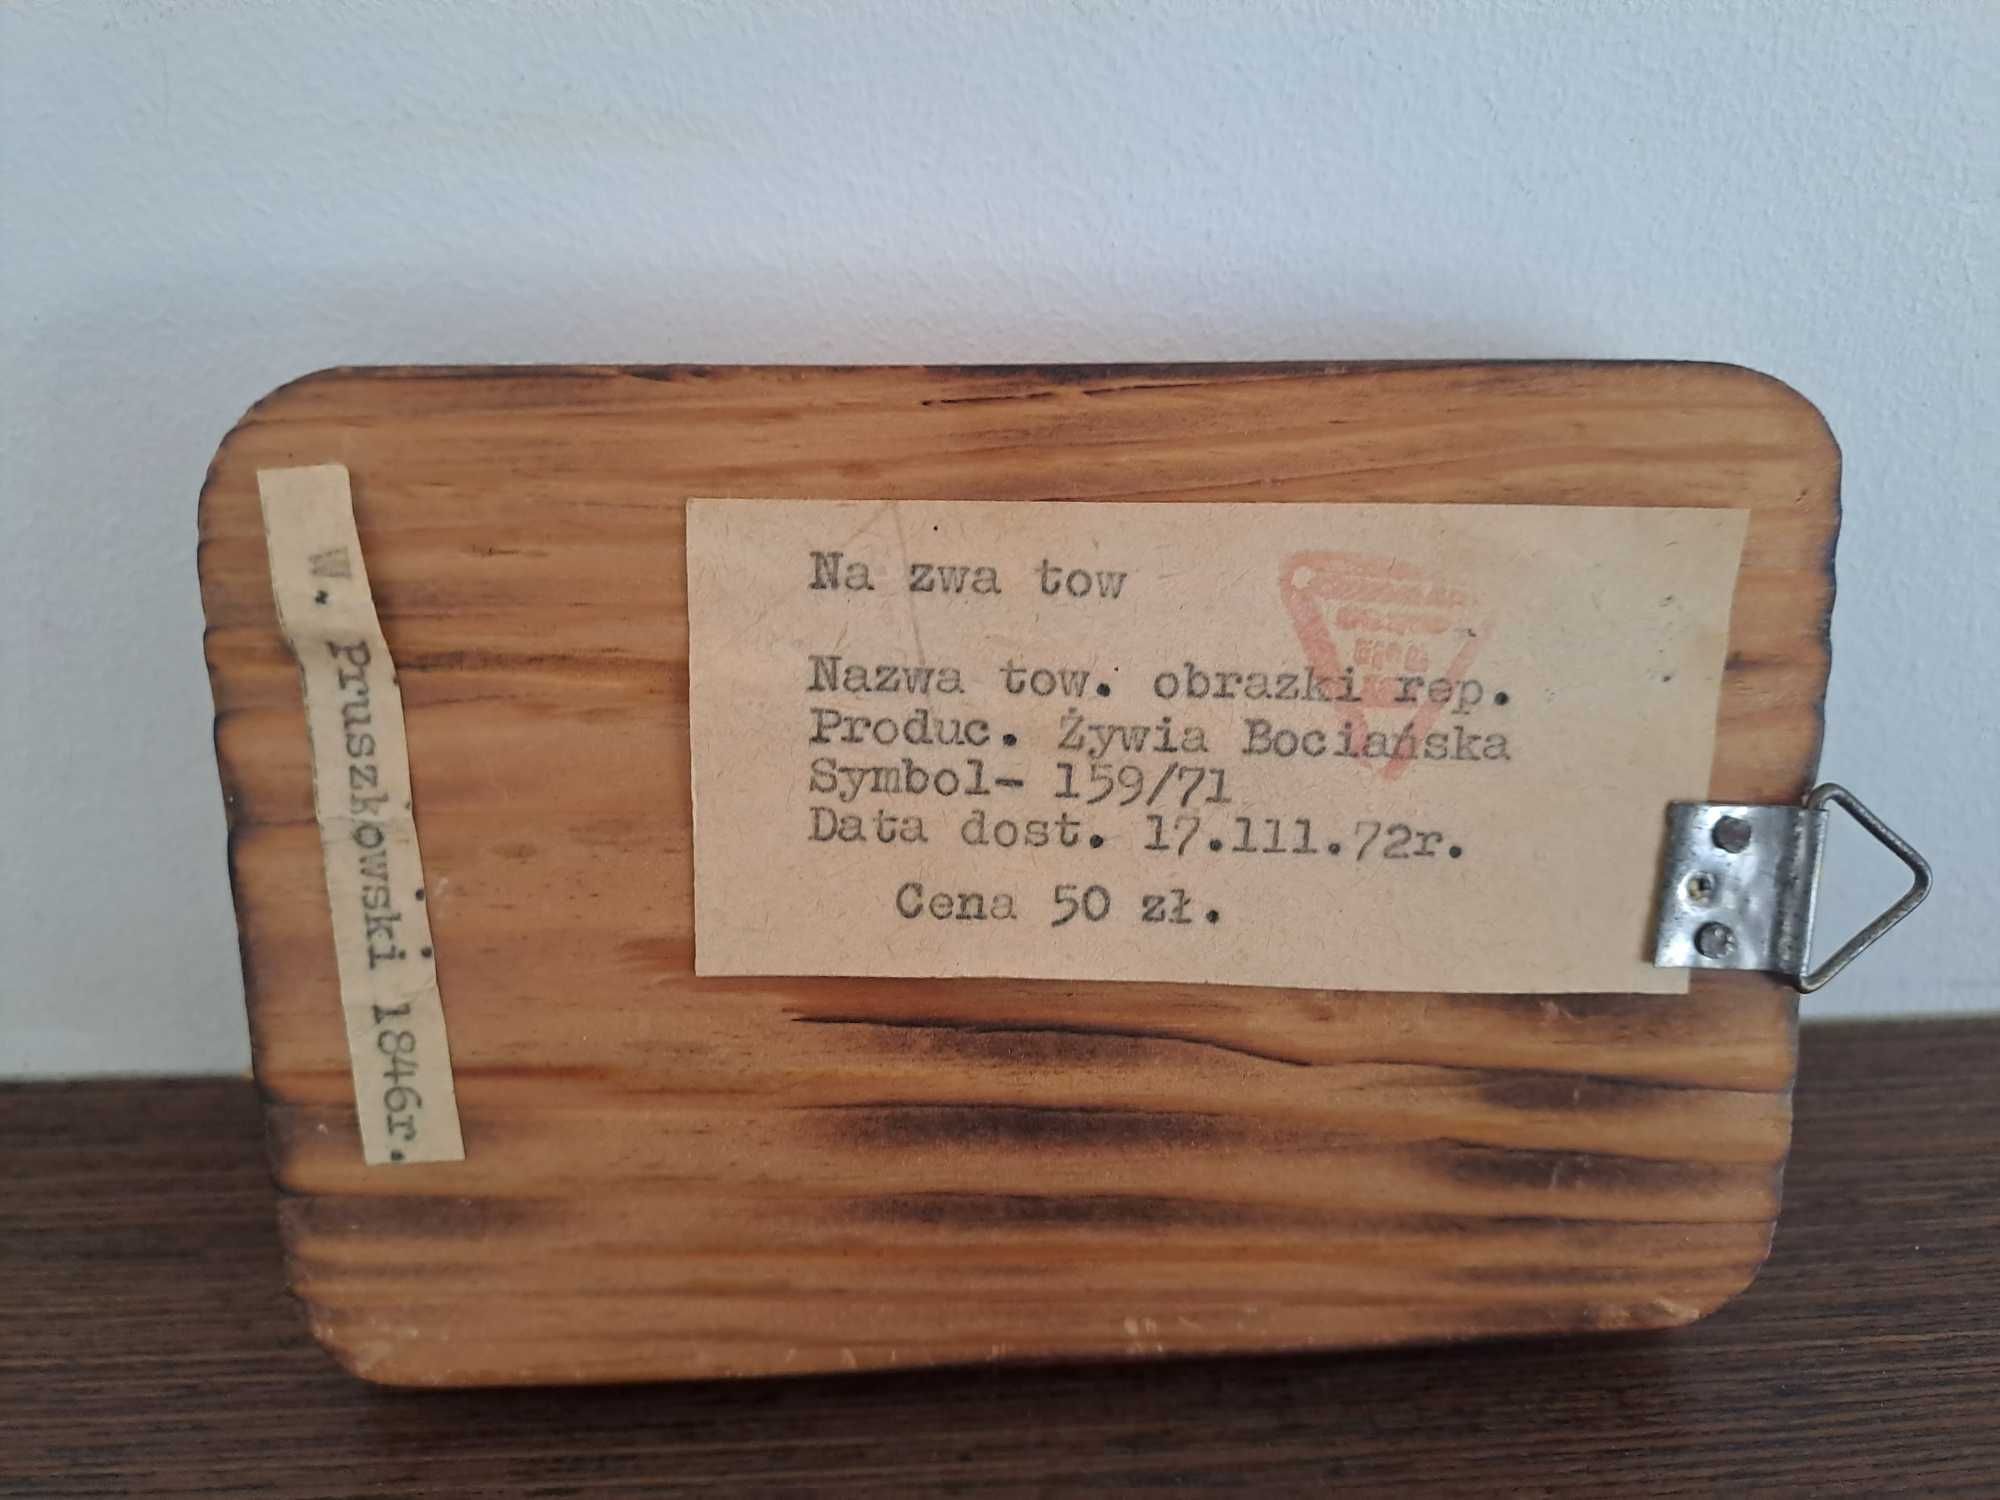 W. Pruszkowski 1846r.
Na zwa tow
Nazwa tow. obrazki rep.
Produc. Żywia Bociańska
Symbol- 159/71
Data dost. 17.111.72r.
Cena 50 zł.